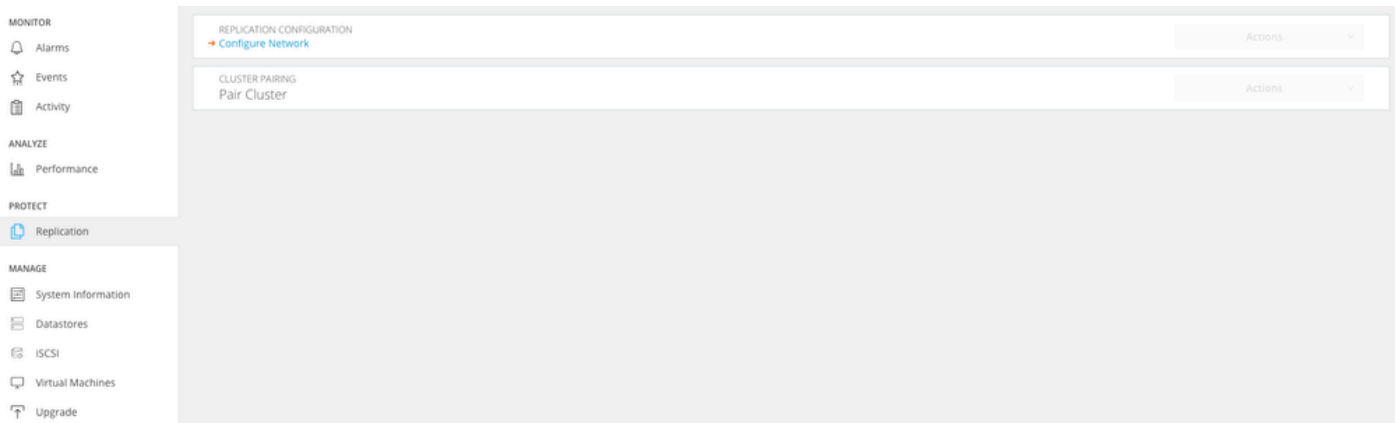 MONITOR
Alarms
Events
Activity
ANALYZE
Performance
PROTECT
Replication
MANAGE
System Information
Datastores
iSCSI
Virtual Machines
Upgrade
REPLICATION CONFIGURATION
Configure Network
Actions
CLUSTER PAIRING
Pair Cluster
Actions